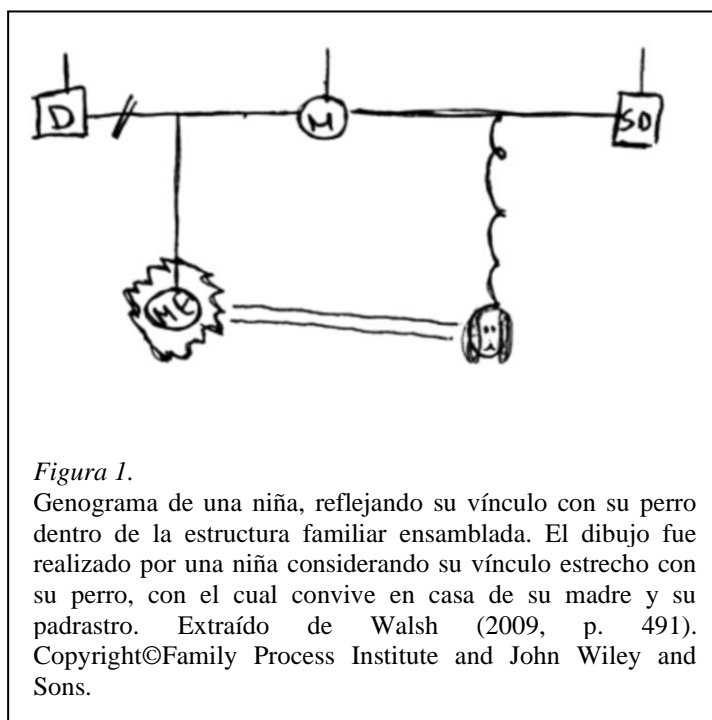 D M SD
ME
Figura 1.
Genograma de una niña, reflejando su vínculo con su perro
dentro de la estructura familiar ensamblada. El dibujo fue
realizado por una niña considerando su vínculo estrecho con
su perro, con el cual convive en casa de su madre y su
padrastro. Extraído de Walsh (2009, p. 491).
Copyright©Family Process Institute and John Wiley and
Sons.